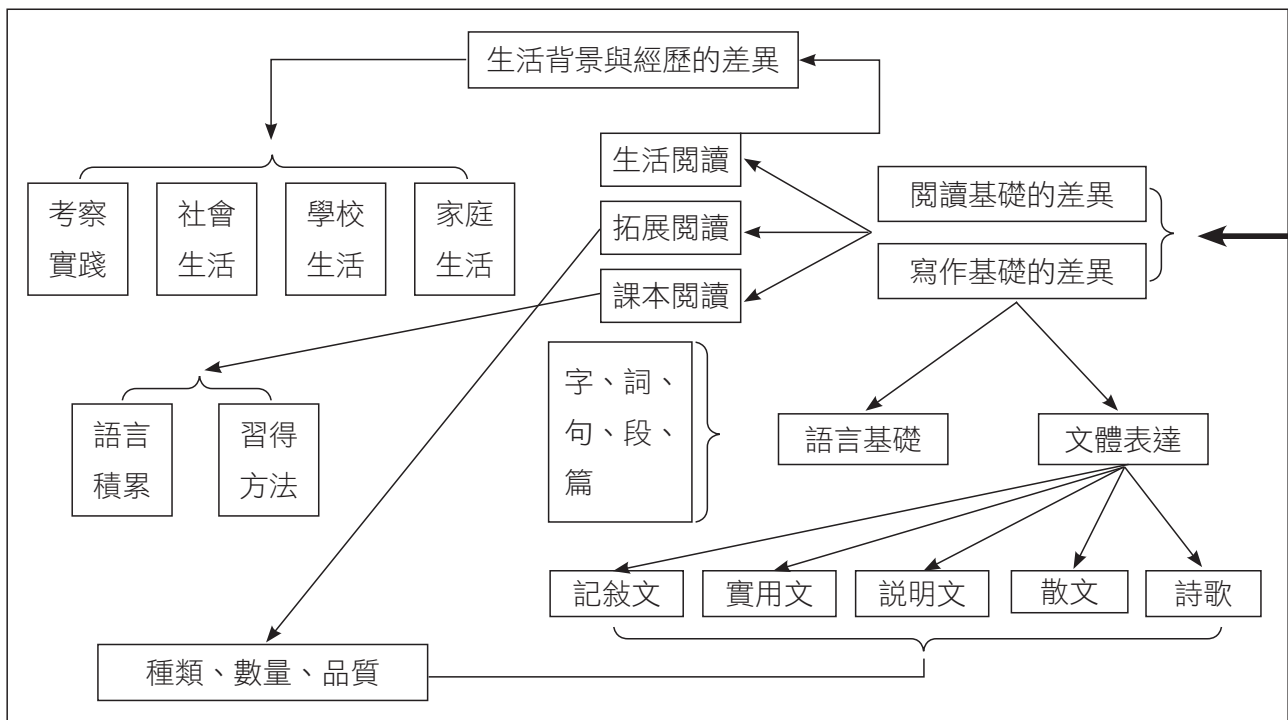 生活背景與經歷的差異
生活閱讀
拓展閱讀
課本閱讀
閱讀基礎的差異
寫作基礎的差異
考察
實踐
社會
生活
學校
生活
家庭
生活
語言
積累
習得
方法
字、詞、
句、段、
篇
語言基礎
文體表達
記敍文
實用文
説明文
散文
詩歌
種類、數量、品質